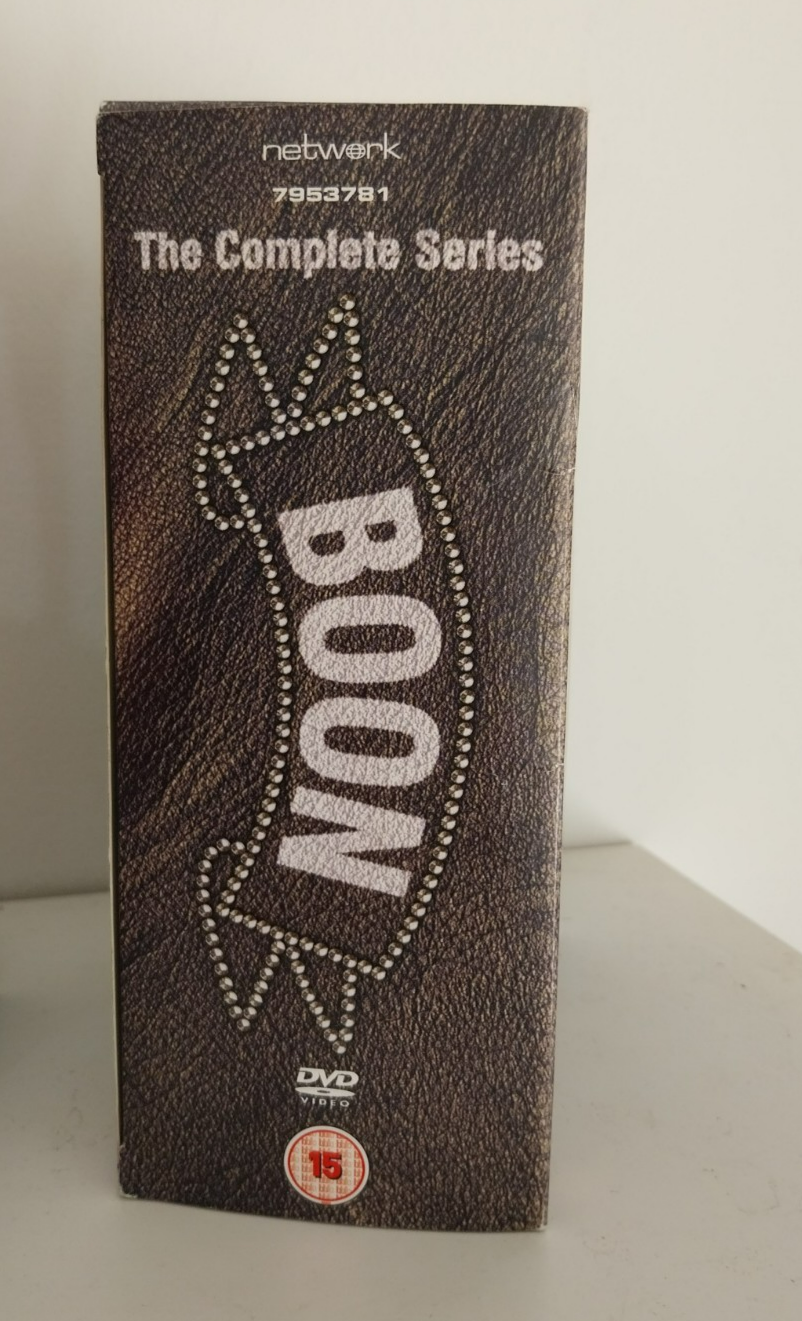 network
7953781
The Complete Series
BOON
DVD
VIDEO
15